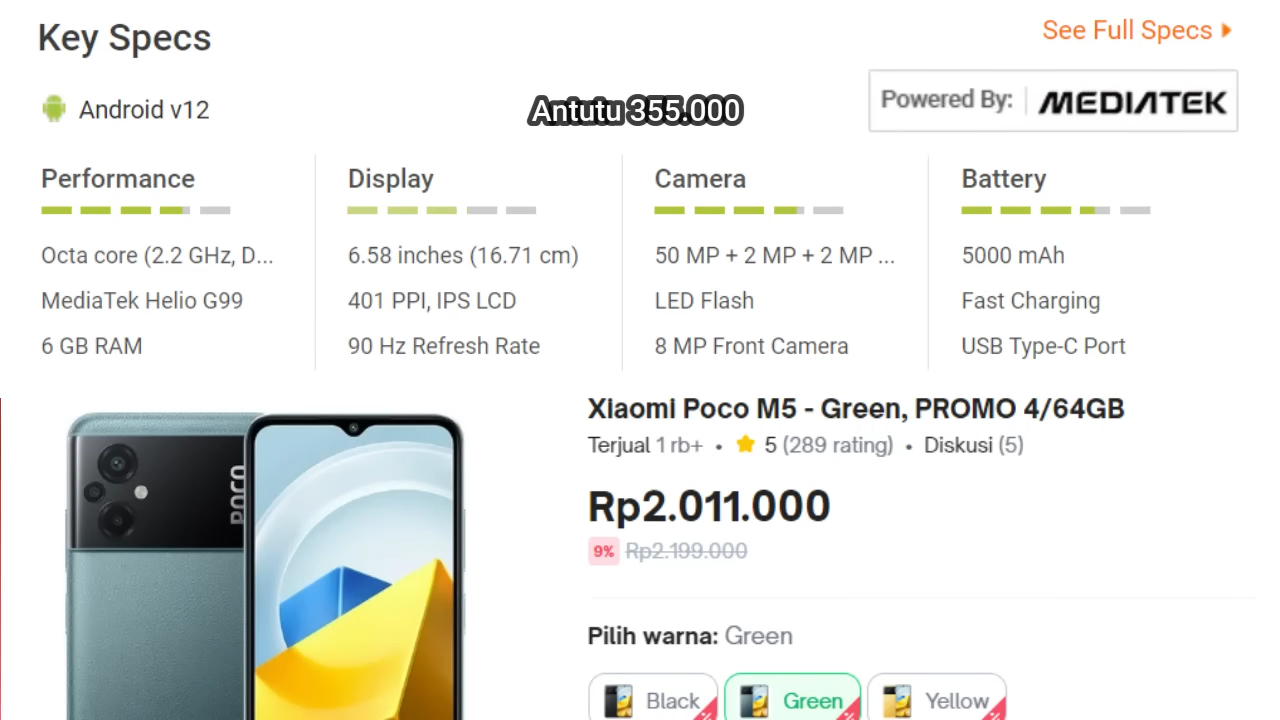 Key Specs
See Full Specs
Android v12
Antutu 355.000
Powered By: MEDIATEK
Performance
Octa core (2.2 GHz, D...
MediaTek Helio G99
6 GB RAM
Display
6.58 inches (16.71 cm)
401 PPI, IPS LCD
90 Hz Refresh Rate
Camera
50 MP + 2 MP + 2 MP ...
LED Flash
8 MP Front Camera
Battery
5000 mAh
Fast Charging
USB Type-C Port
POCO
Xiaomi Poco M5 - Green, PROMO 4/64GB
Terjual 1 rb+ • 5 (289 rating) • Diskusi (5)
Rp2.011.000
9% Rp2.199.000
Pilih warna: Green
Black
Green
Yellow